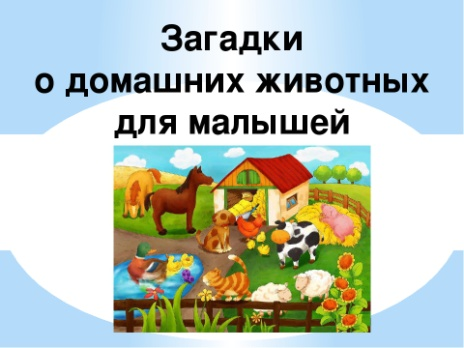 Загадки
о домашних животных
для малышей